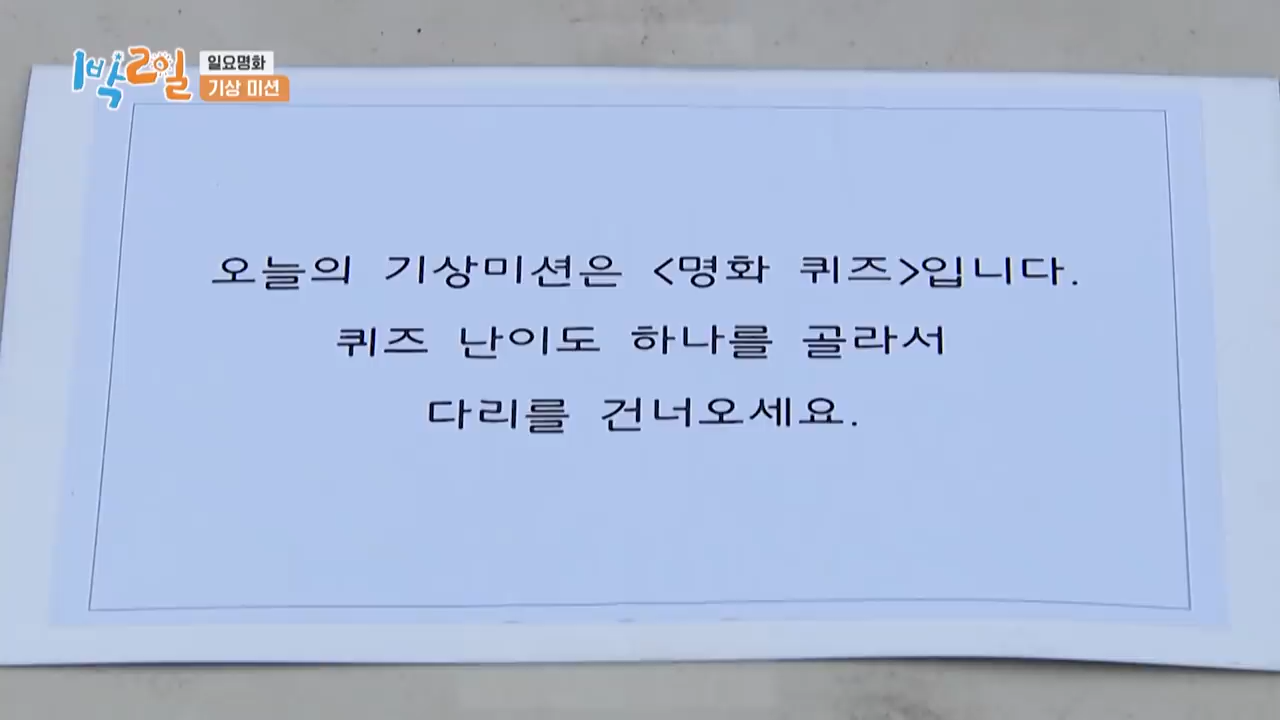 1박2일
일요명화
기상 미션
오늘의 기상미션은 <명화 퀴즈>입니다.
퀴즈 난이도 하나를 골라서
다리를 건너오세요.